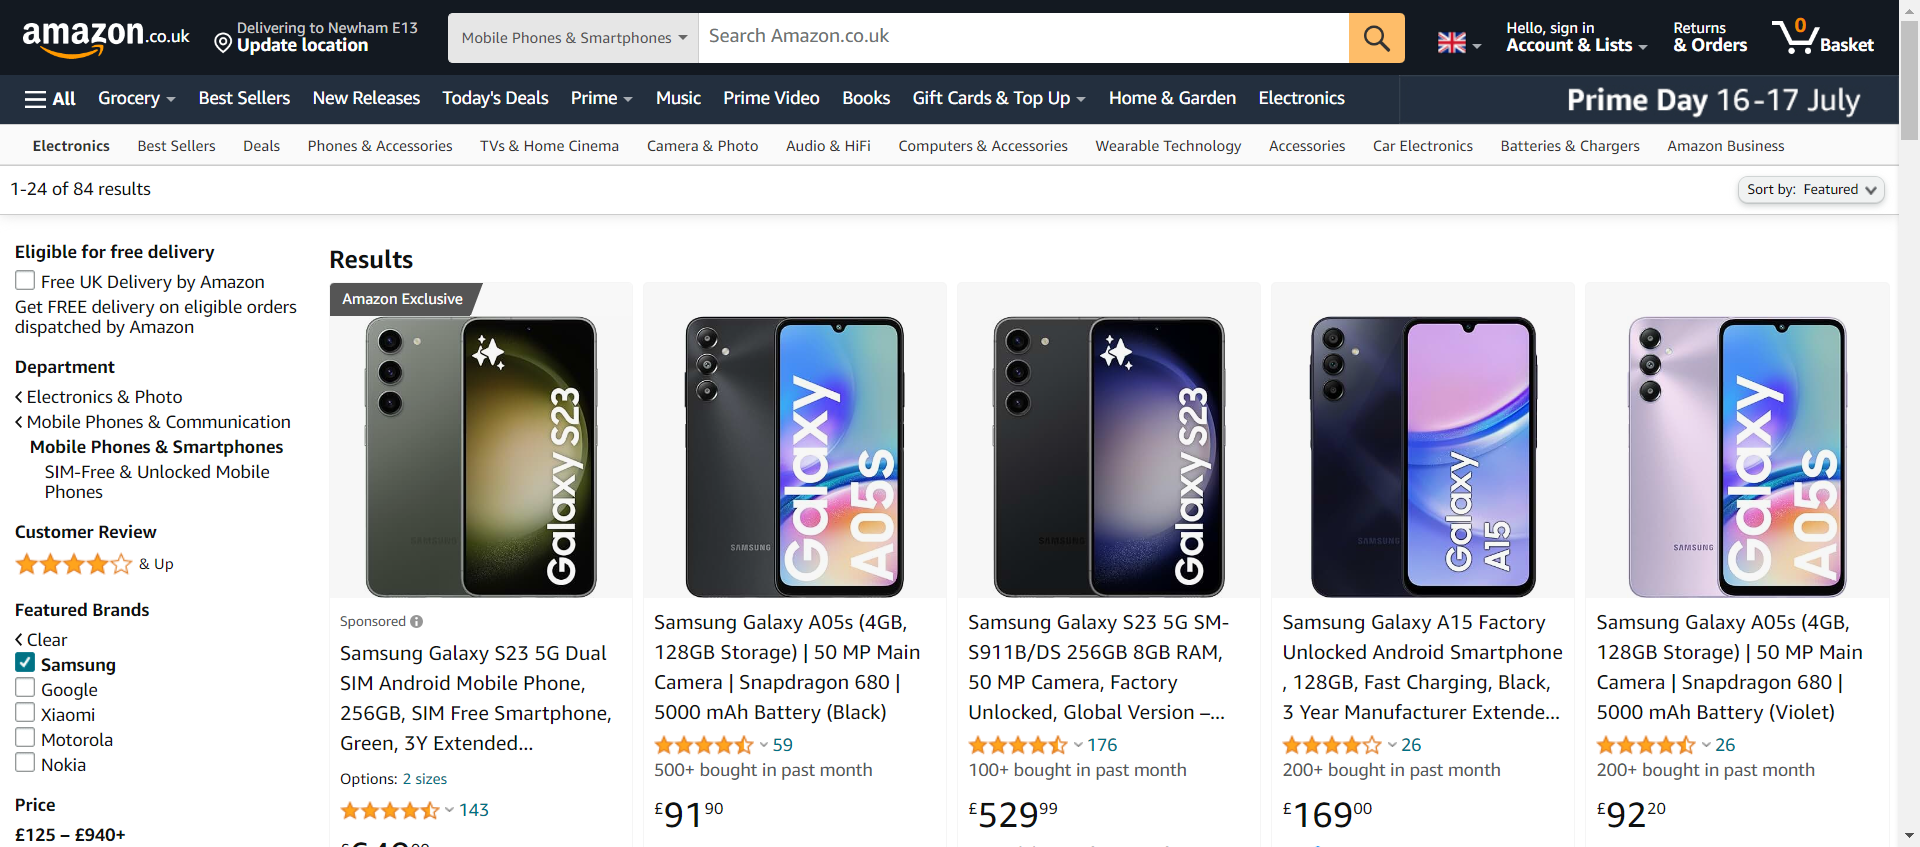 amazon.co.uk
Delivering to Newham E13
Update location
Mobile Phones & Smartphones
Search Amazon.co.uk
Hello, sign in
Account & Lists
Returns
& Orders
0
Basket
All
Grocery
Best Sellers
New Releases
Today's Deals
Prime
Music
Prime Video
Books
Gift Cards & Top Up
Home & Garden
Electronics
Prime Day 16-17 July
Electronics
Best Sellers
Deals
Phones & Accessories
TVs & Home Cinema
Camera & Photo
Audio & HiFi
Computers & Accessories
Wearable Technology
Accessories
Car Electronics
Batteries & Chargers
Amazon Business
1-24 of 84 results
Sort by: Featured
Eligible for free delivery
Free UK Delivery by Amazon
Get FREE delivery on eligible orders
dispatched by Amazon
Department
Electronics & Photo
Mobile Phones & Communication
Mobile Phones & Smartphones
SIM-Free & Unlocked Mobile
Phones
Customer Review
& Up
Featured Brands
Clear
Samsung
Google
Xiaomi
Motorola
Nokia
Price
£125 – £940+
Results
Amazon Exclusive
Galaxy S23
SAMSUNG
Sponsored
Samsung Galaxy S23 5G Dual
SIM Android Mobile Phone,
256GB, SIM Free Smartphone,
Green, 3Y Extended...
Options: 2 sizes
143
SAMSUNG
Galaxy
A05s
Samsung Galaxy A05s (4GB,
128GB Storage) | 50 MP Main
Camera | Snapdragon 680 |
5000 mAh Battery (Black)
59
500+ bought in past month
£91.90
SAMSUNG
Galaxy S23
Samsung Galaxy S23 5G SM-
S911B/DS 256GB 8GB RAM,
50 MP Camera, Factory
Unlocked, Global Version –...
176
100+ bought in past month
£529.99
SAMSUNG
Galaxy
A15
Samsung Galaxy A15 Factory
Unlocked Android Smartphone
, 128GB, Fast Charging, Black,
3 Year Manufacturer Extende...
26
200+ bought in past month
£169.00
SAMSUNG
Galaxy
A05s
Samsung Galaxy A05s (4GB,
128GB Storage) | 50 MP Main
Camera | Snapdragon 680 |
5000 mAh Battery (Violet)
26
200+ bought in past month
£92.20